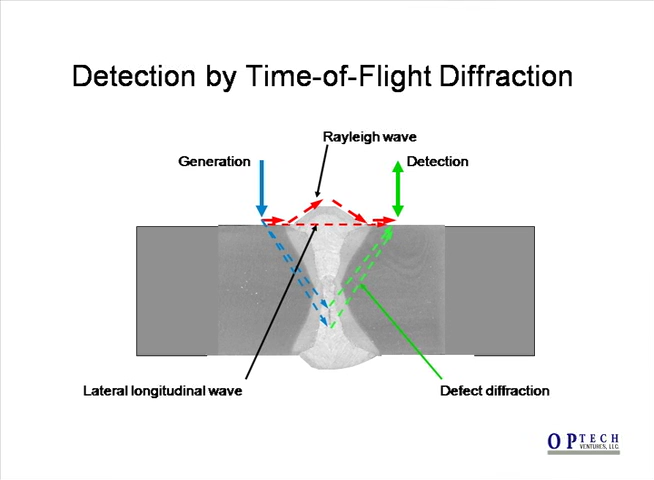 Detection by Time-of-Flight Diffraction
Rayleigh wave
Generation
Detection
Lateral longitudinal wave
Defect diffraction
OPTECH
VENTURES, LLC.